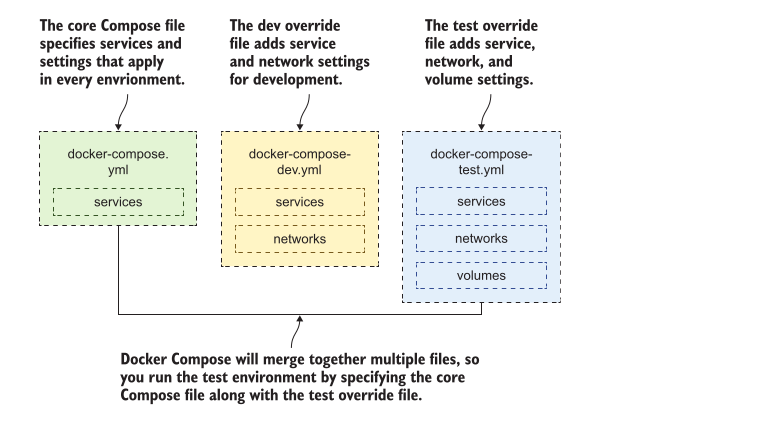 The core Compose file
specifies services and
settings that apply
in every envrionment.
The dev override
file adds service
and network settings
for development.
The test override
file adds service,
network, and
volume settings.
docker-compose.
yml
services
docker-compose-
dev.yml
services
networks
docker-compose-
test.yml
services
networks
volumes
Docker Compose will merge together multiple files, so
you run the test environment by specifying the core
Compose file along with the test override file.